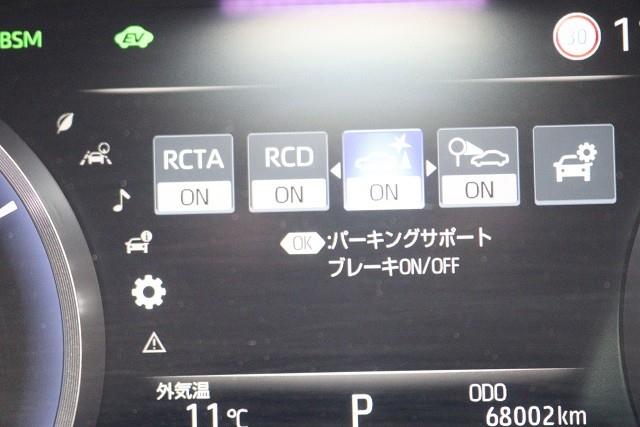 BSM
EV
30
RCTA
RCD
ON
ON
ON
ON
OK :パーキングサポート
ブレーキON/OFF
外気温
11℃
P
ODO
68002km